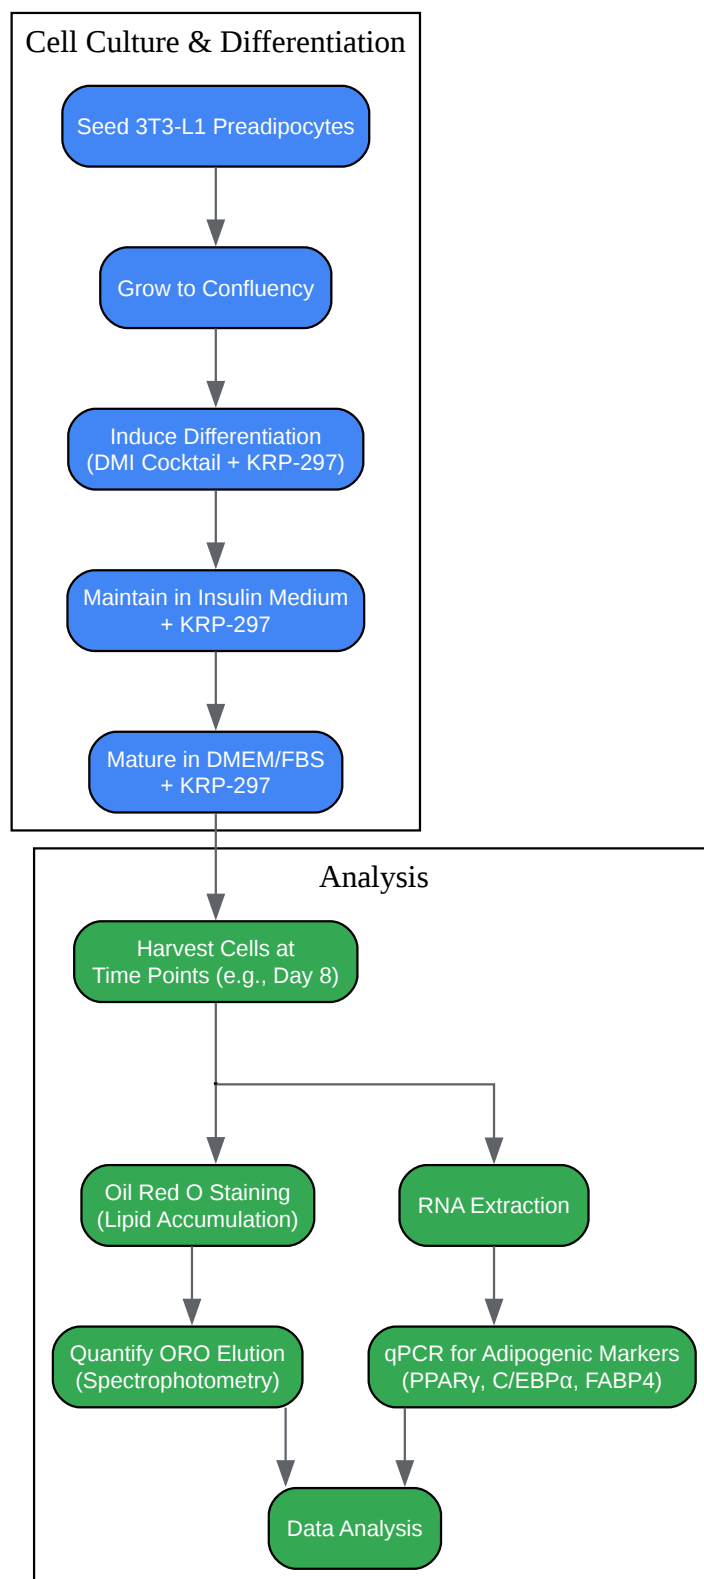 Cell Culture & Differentiation
Seed 3T3-L1 Preadipocytes
Grow to Confluency
Induce Differentiation
(DMI Cocktail + KRP-297)
Maintain in Insulin Medium
+ KRP-297
Mature in DMEM/FBS
+ KRP-297
Analysis
Harvest Cells at
Time Points (e.g., Day 8)
Oil Red O Staining
(Lipid Accumulation)
RNA Extraction
Quantify ORO Elution
(Spectrophotometry)
qPCR for Adipogenic Markers
(PPARγ, C/EBPα, FABP4)
Data Analysis